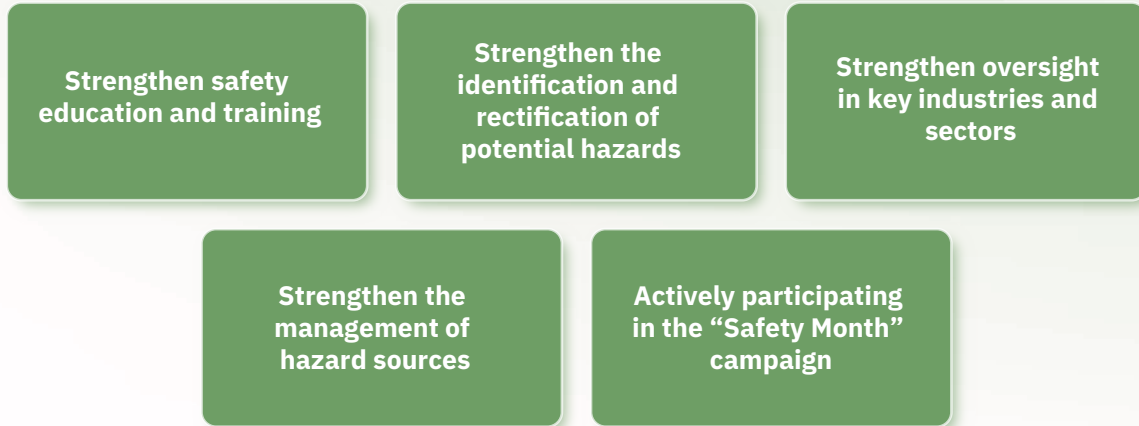 Strengthen safety
education and training
Strengthen the
identification and
rectification of
potential hazards
Strengthen oversight
in key industries and
sectors
Strengthen the
management of
hazard sources
Actively participating
in the “Safety Month”
campaign